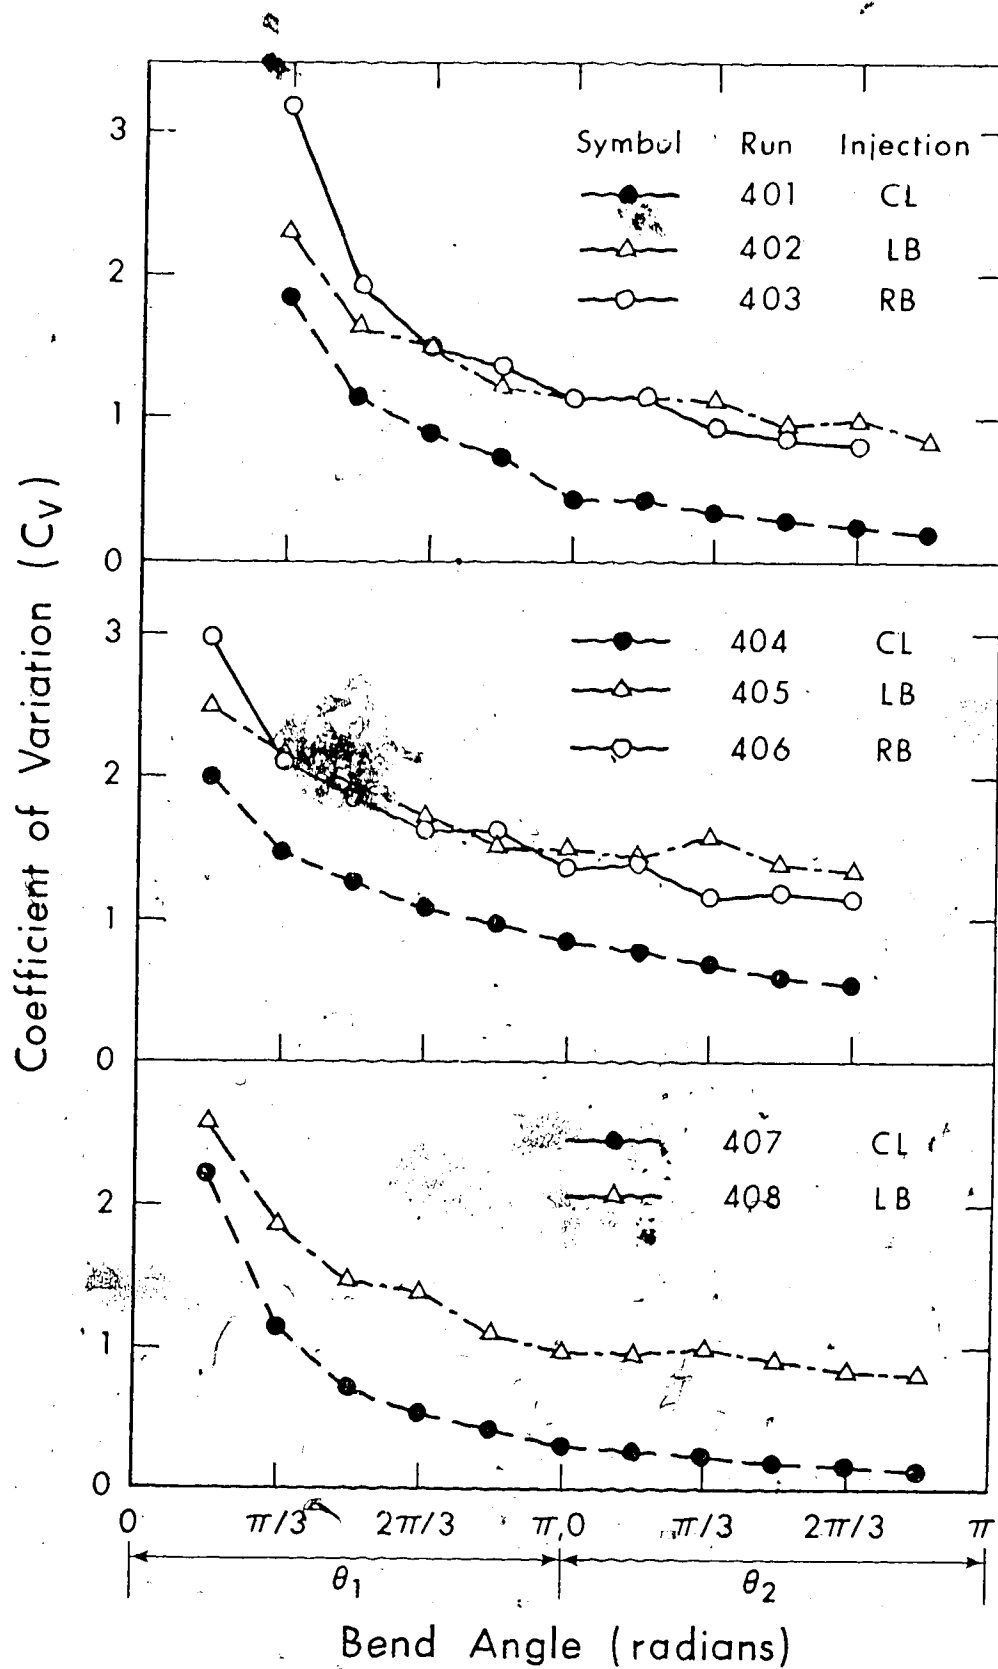 Symbol Run Injection
401 CL
402 LB
403 RB
3
2
1
0
404 CL
405 LB
406 RB
3
2
1
0
407 CL
408 LB
2
1
0
Coefficient of Variation (Cv)
0 π/3 2π/3 π,0 π/3 2π/3 π
θ1 θ2
Bend Angle (radians)